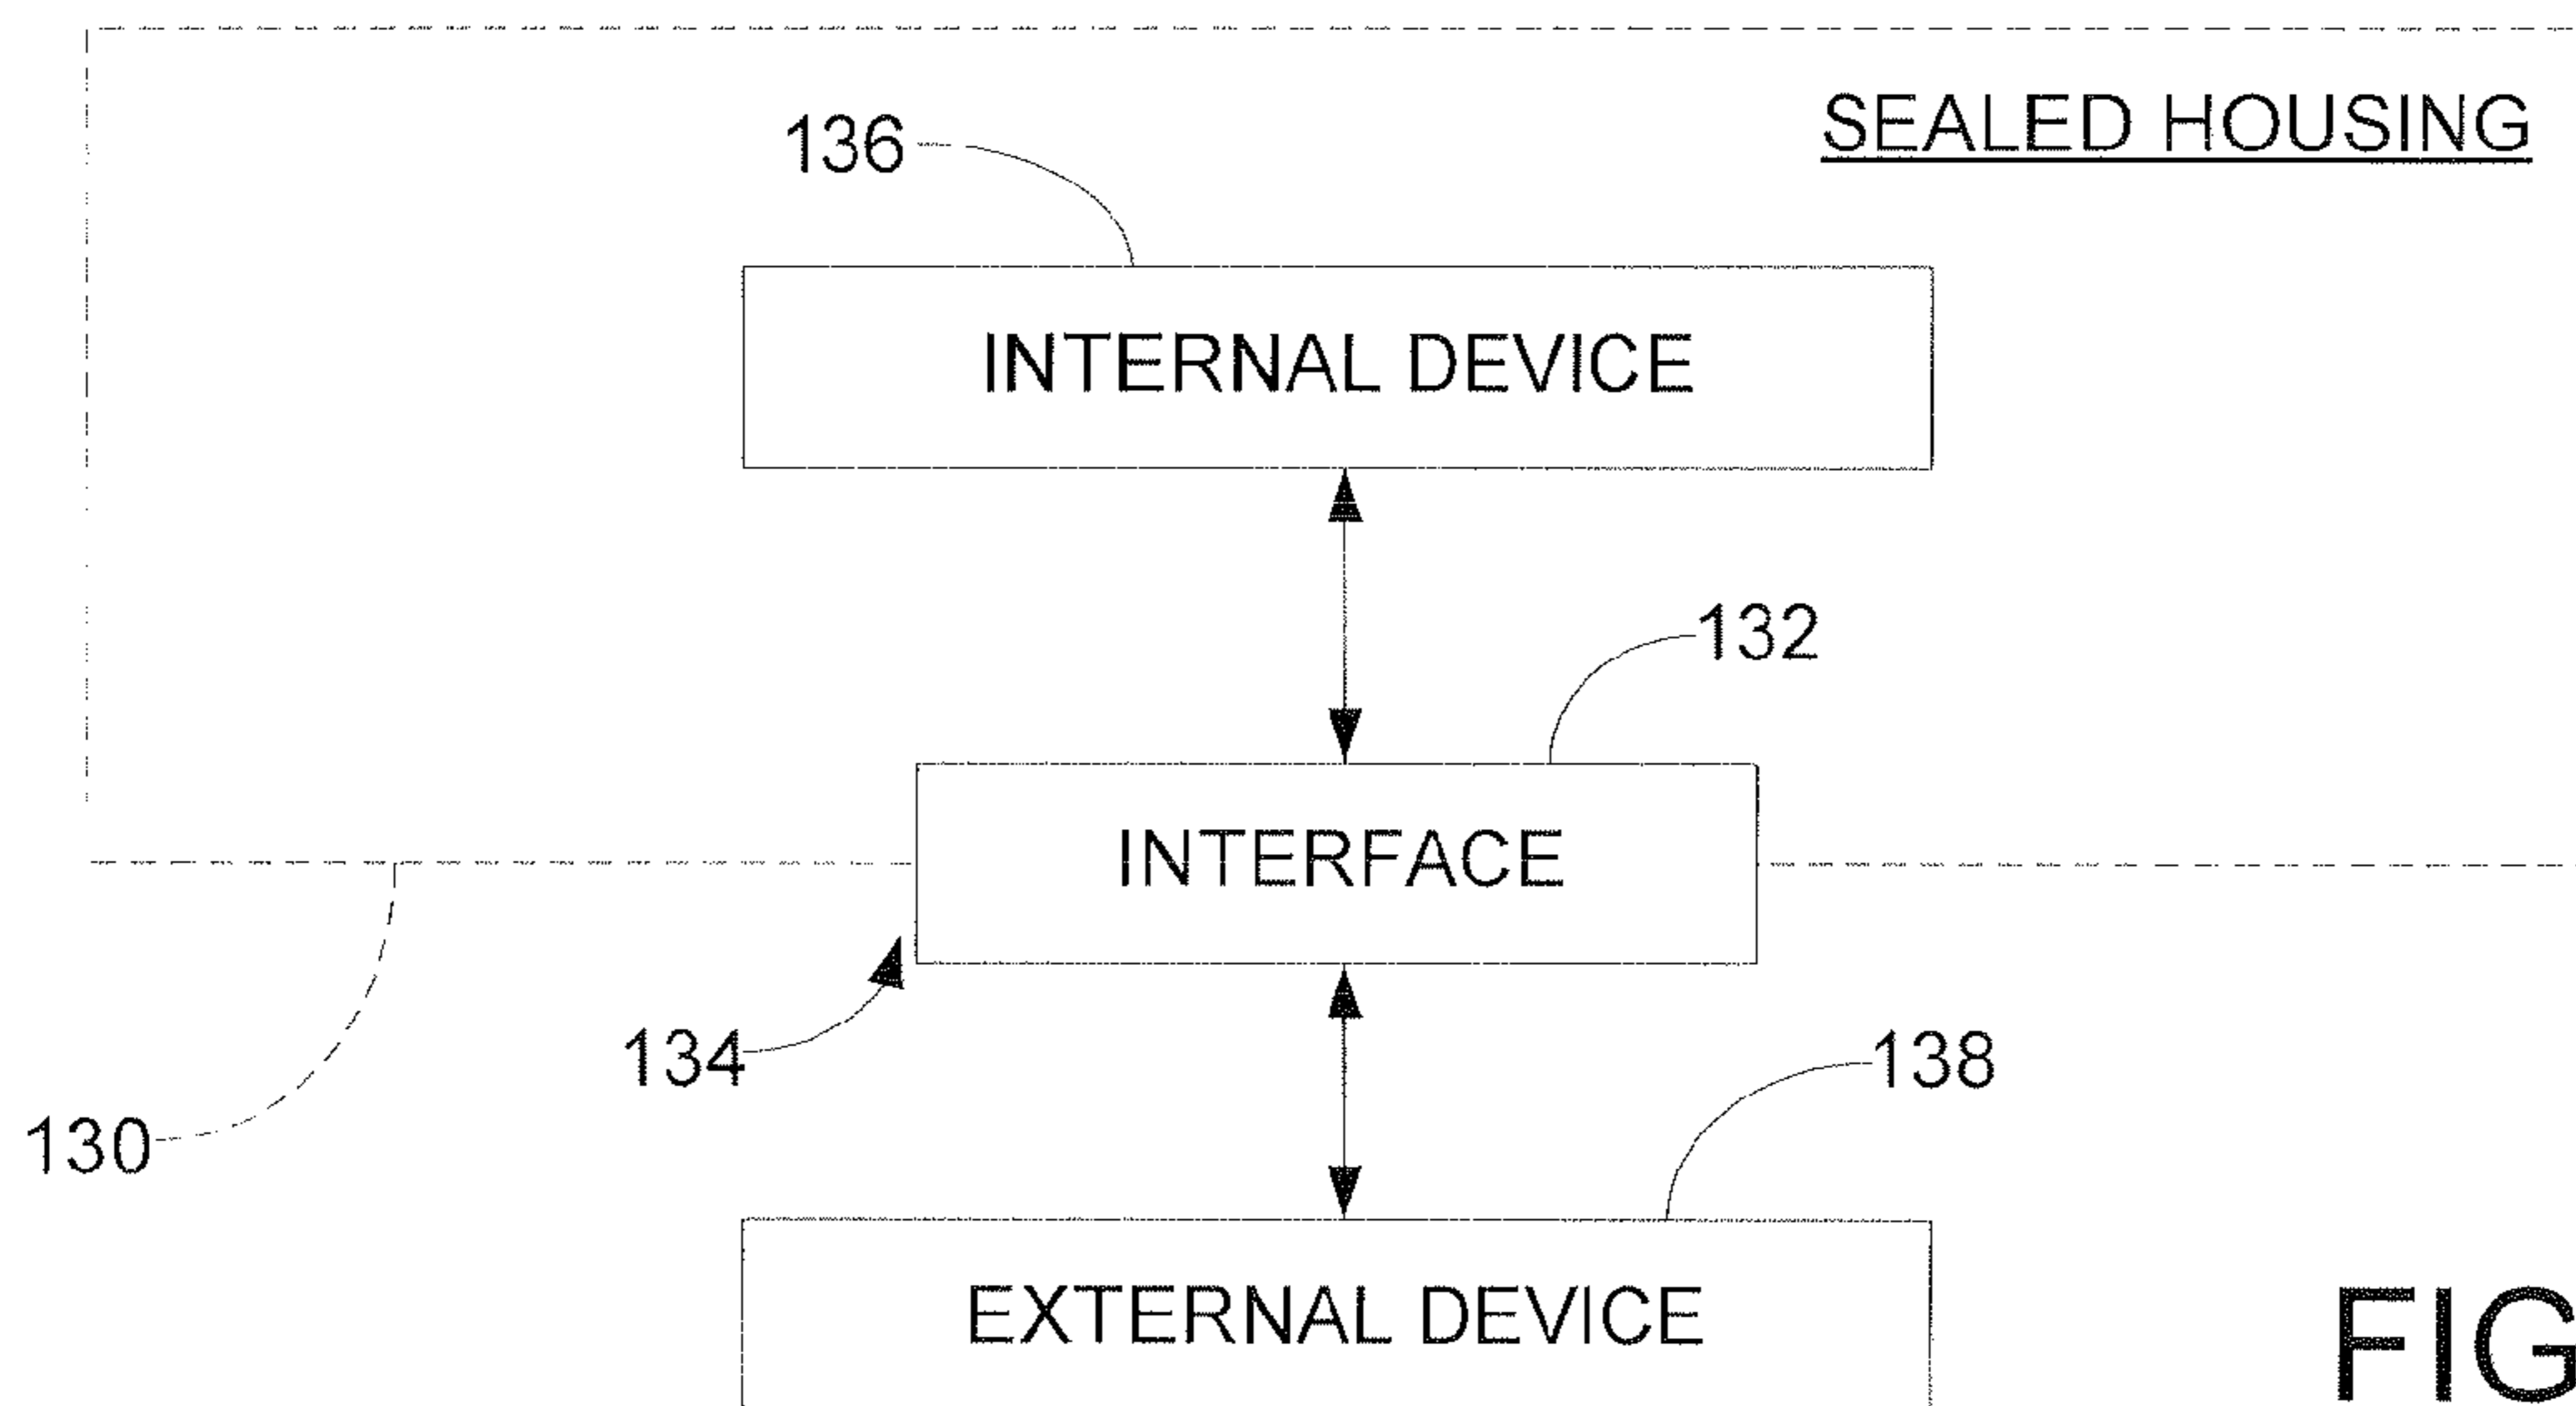 SEALED HOUSING
136
INTERNAL DEVICE
132
INTERFACE
134
138
130
EXTERNAL DEVICE
FIG